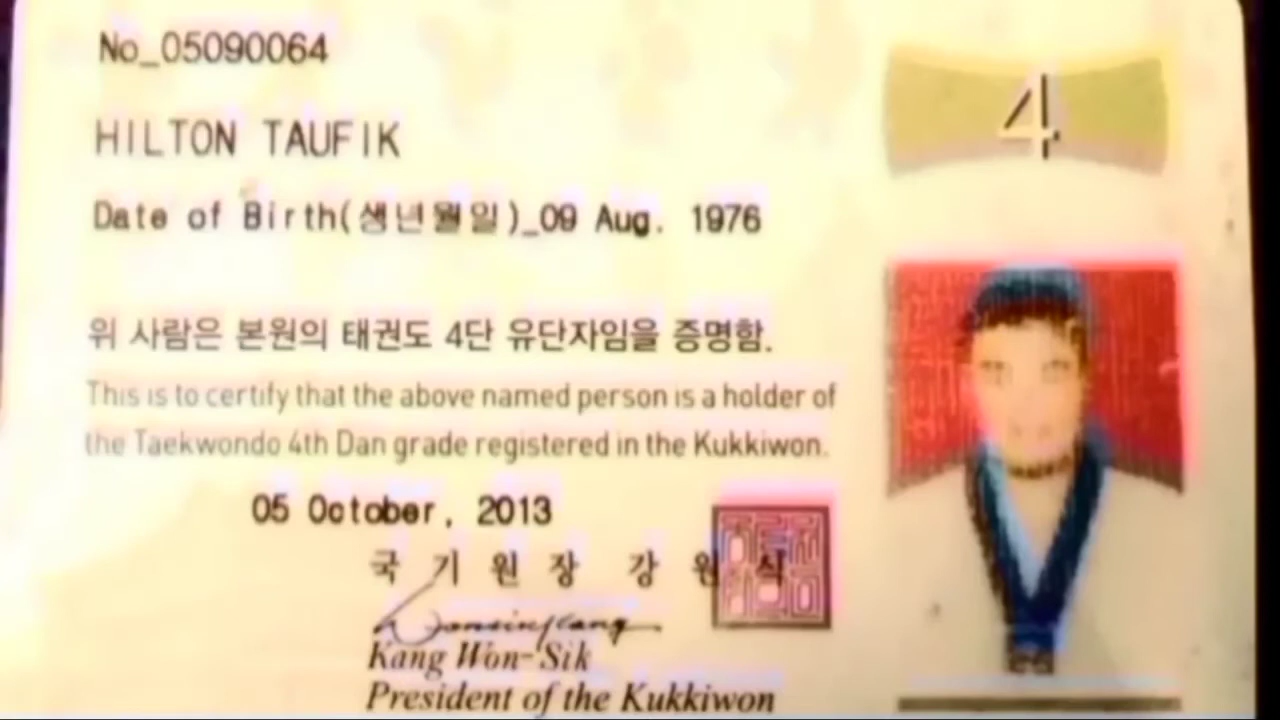 No_05090064
4
HILTON TAUFIK
Date of Birth(생년월일)_09 Aug. 1976
위 사람은 본원의 태권도 4단 유단자임을 증명함.
This is to certify that the above named person is a holder of
the Taekwondo 4th Dan grade registered in the Kukkiwon.
05 October, 2013
국 기 원 장 강 원 식
Kang Won-Sik
President of the Kukkiwon